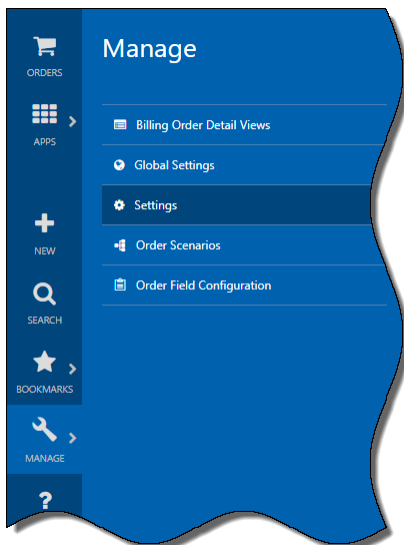 ORDERS
APPS
NEW
SEARCH
BOOKMARKS
MANAGE
?
Manage
Billing Order Detail Views
Global Settings
Settings
Order Scenarios
Order Field Configuration